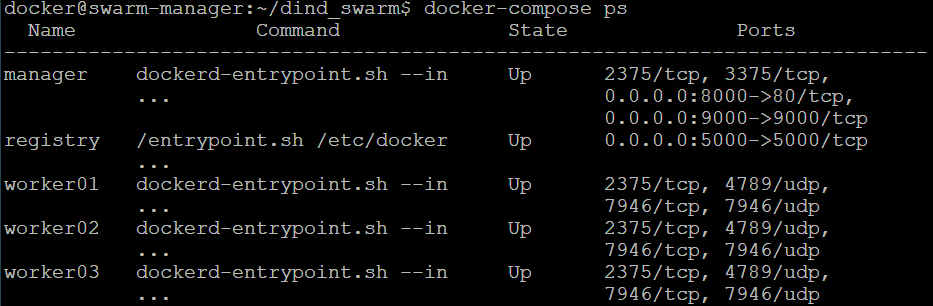 docker@swarm-manager:~/dind_swarm$ docker-compose ps
Name Command State Ports
--------------------------------------------------------------------------------
manager dockerd-entrypoint.sh --in Up 2375/tcp, 3375/tcp,
... 0.0.0.0:8000->80/tcp,
0.0.0.0:9000->9000/tcp
registry /entrypoint.sh /etc/docker Up 0.0.0.0:5000->5000/tcp
...
worker01 dockerd-entrypoint.sh --in Up 2375/tcp, 4789/udp,
... 7946/tcp, 7946/udp
worker02 dockerd-entrypoint.sh --in Up 2375/tcp, 4789/udp,
... 7946/tcp, 7946/udp
worker03 dockerd-entrypoint.sh --in Up 2375/tcp, 4789/udp,
... 7946/tcp, 7946/udp